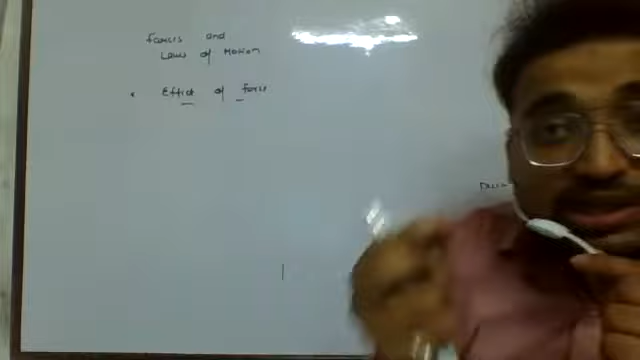 Forces and
Laws of Motion
Effect of force